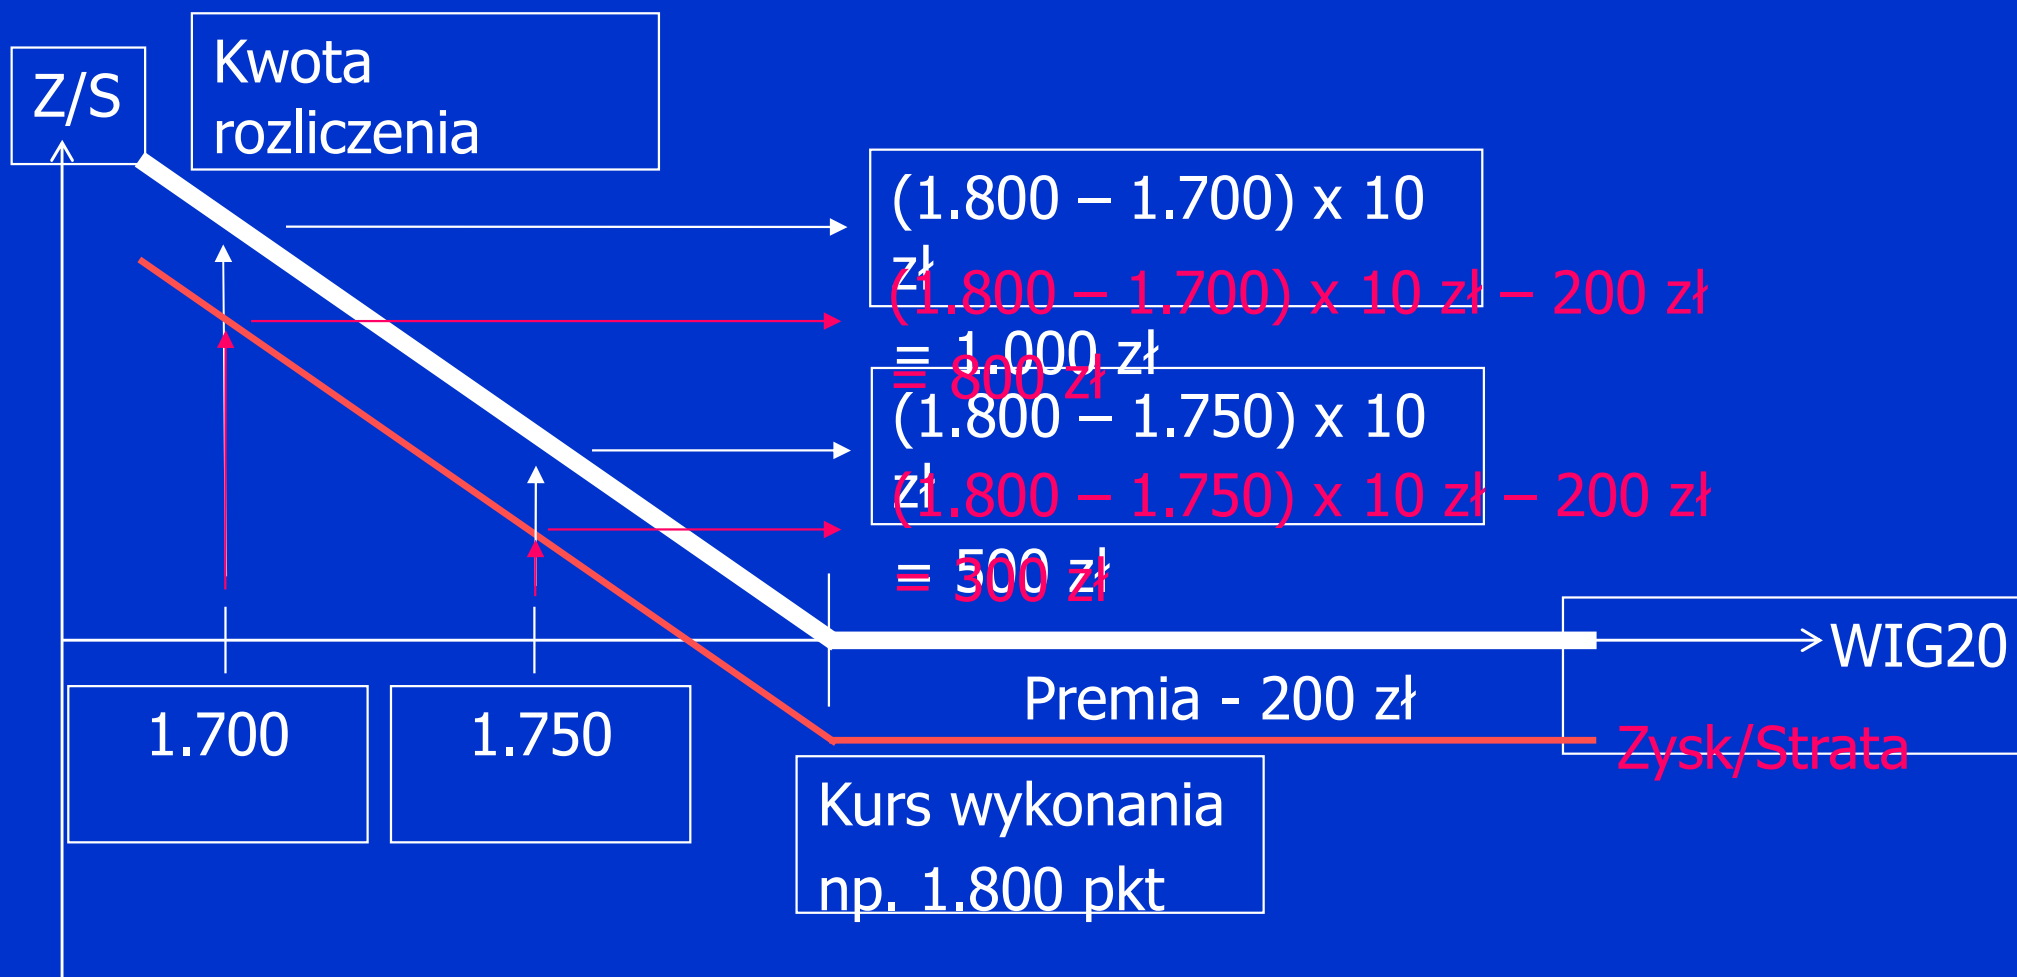 Z/S
Kwota
rozliczenia
(1.800 – 1.700) x 10
zł
= 1.000 zł
(1.800 – 1.700) x 10 zł – 200 zł
= 800 zł
(1.800 – 1.750) x 10
zł
= 500 zł
(1.800 – 1.750) x 10 zł – 200 zł
= 300 zł
WIG20
Premia - 200 zł
Zysk/Strata
1.700
1.750
Kurs wykonania
np. 1.800 pkt